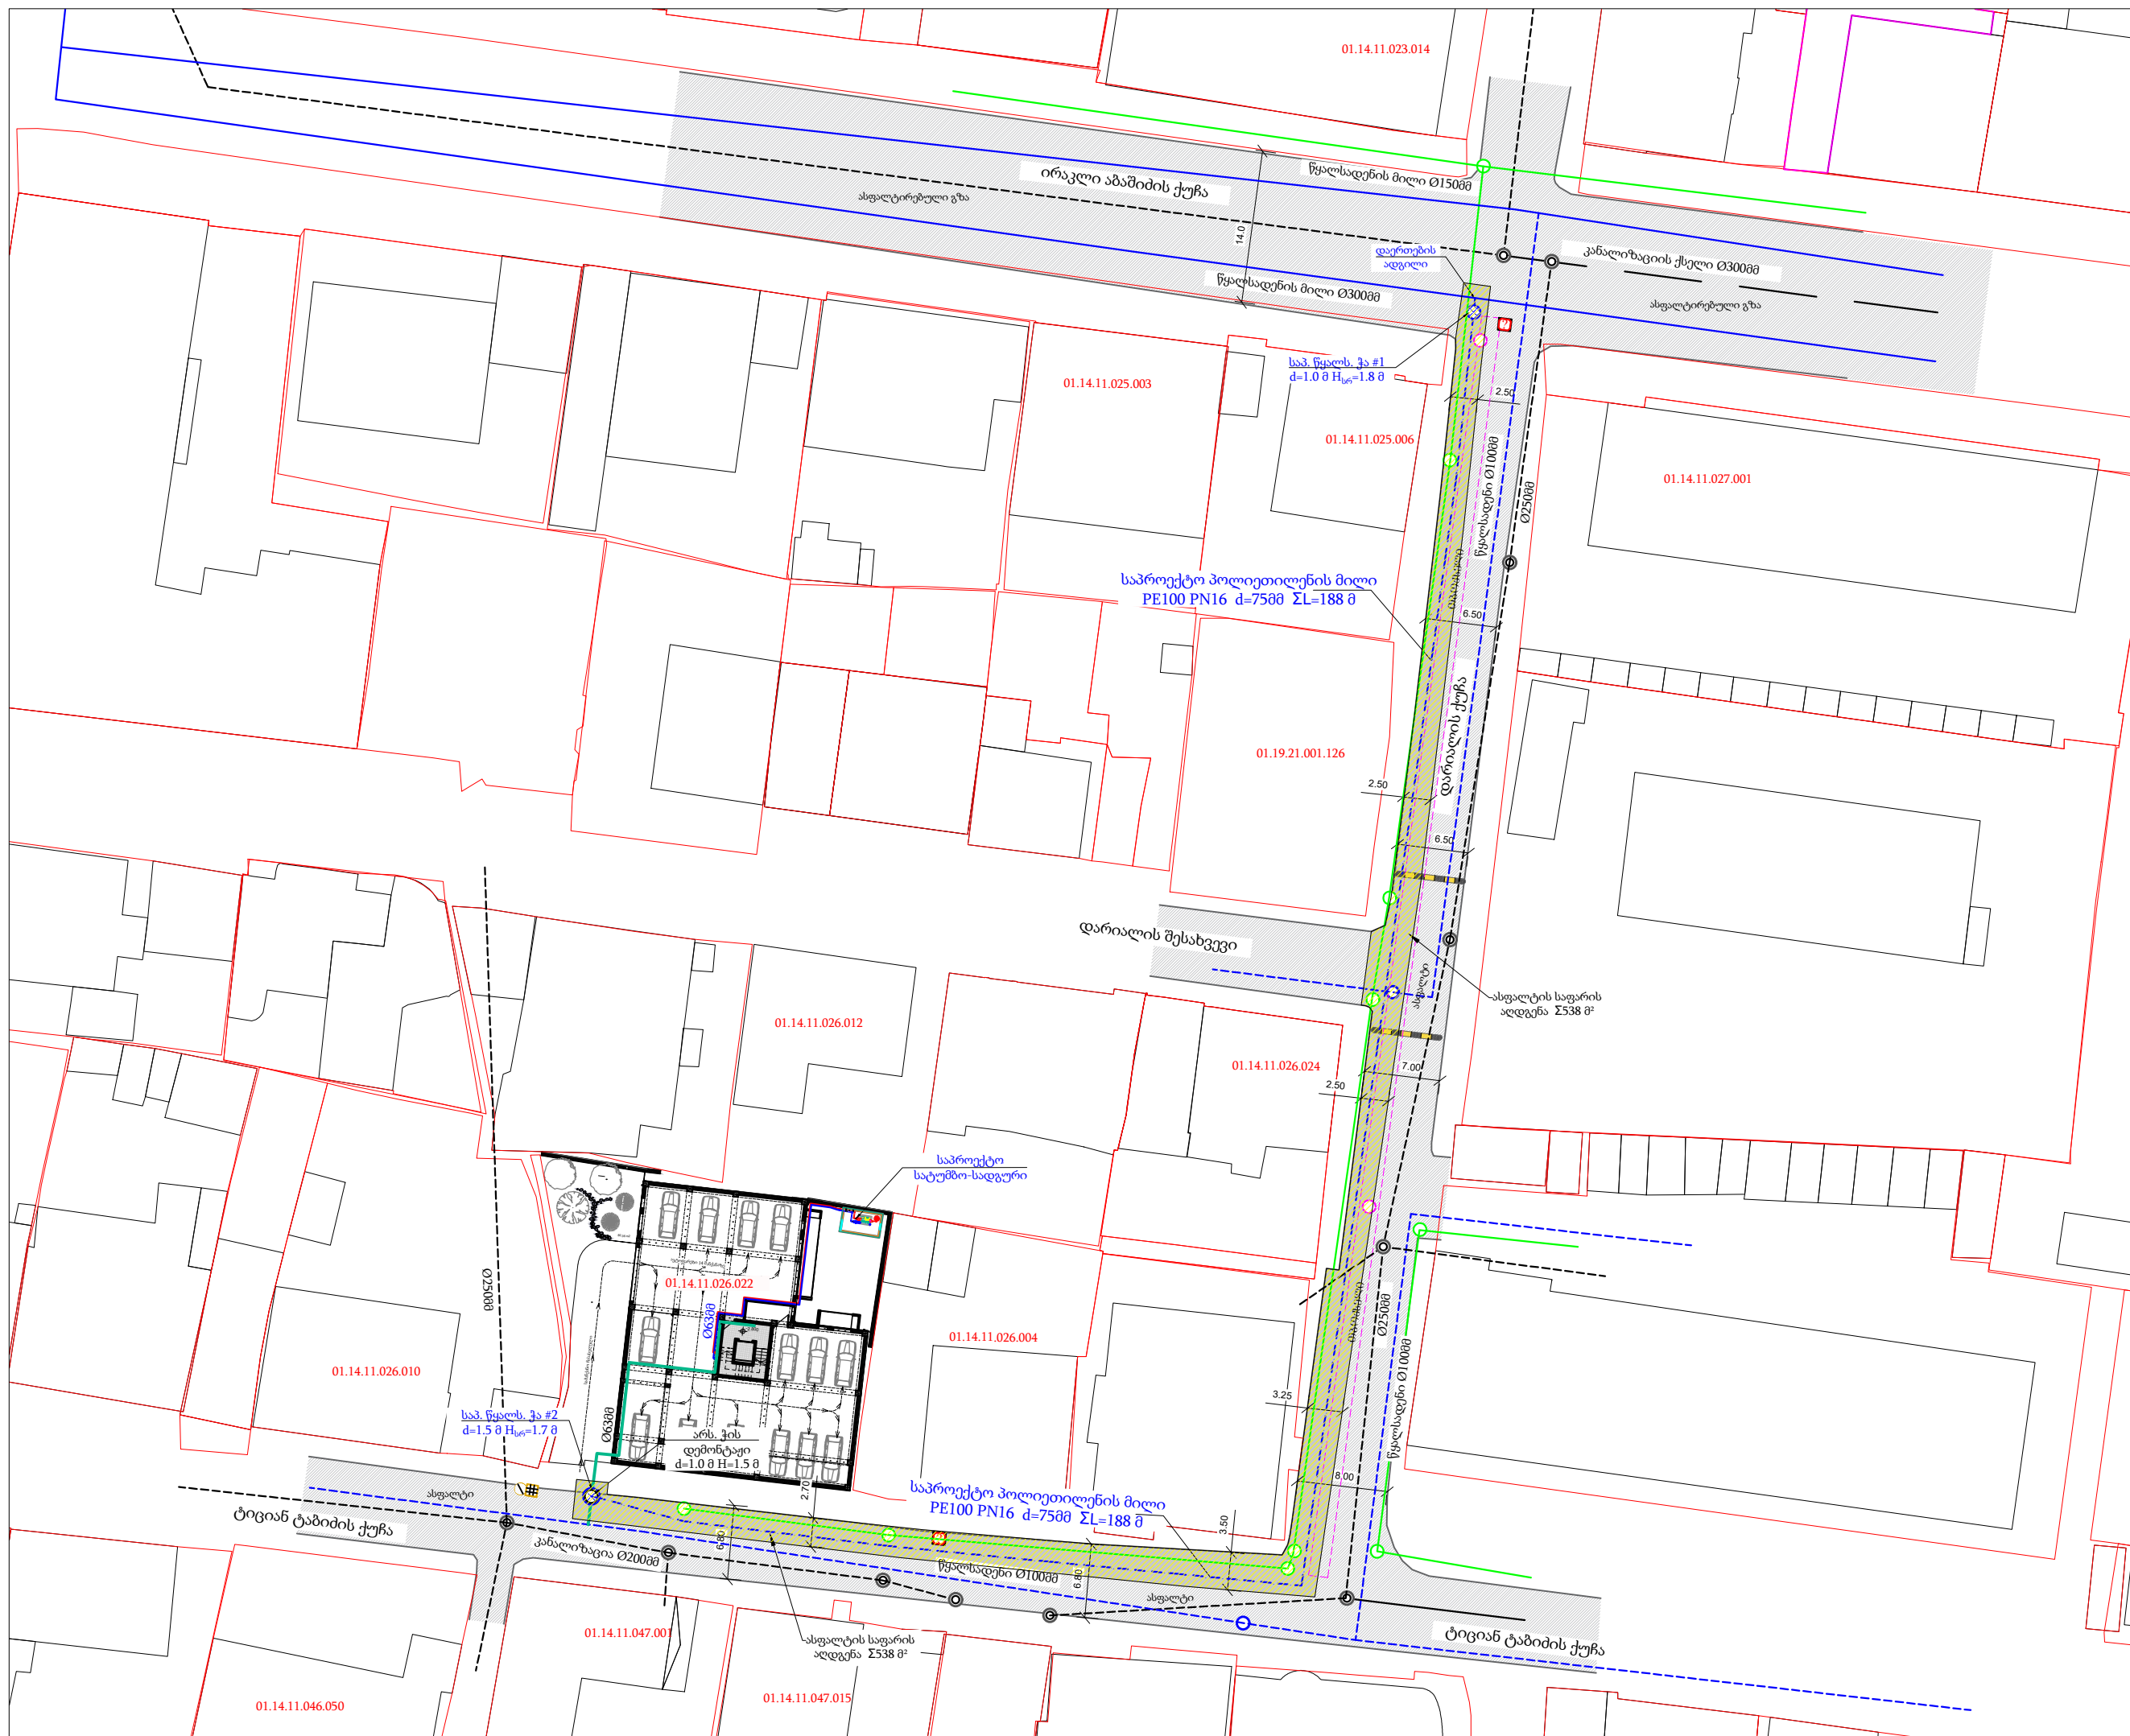 01.14.11.023.014
ირაკლი აბაშიძის ქუჩა
წყალსადენის მილი Ø150მმ
ასფალტირებული გზა
14.0
დაერთების
ადგილი
კანალიზაციის ქსელი Ø300მმ
წყალსადენის მილი Ø300მმ
ასფალტირებული გზა
საპ. წყალს. ჭა #1
d=1.0 მ Hსრ=1.8 მ
01.14.11.025.003
2.50
01.14.11.025.006
წყალსადენი Ø100მმ
Ø250მმ
01.14.11.027.001
საპროექტო პოლიეთილენის მილი
PE100 PN16 d=75მმ ΣL=188 მ
6.50
დარიალის ქუჩა
01.19.21.001.126
2.50
6.50
დარიალის შესახვევი
ასფალტი
ასფალტის საფარის
აღდგენა Σ538 მ²
01.14.11.026.012
01.14.11.026.024
7.00
2.50
საპროექტო
სატუმბო-სადგური
01.14.11.026.022
Ø250მმ
Ø63მმ
01.14.11.026.004
Ø250მმ
წყალსადენი Ø100მმ
01.14.11.026.010
3.25
საპ. წყალს. ჭა #2
d=1.5 მ Hსრ=1.7 მ
Ø63მმ
არს. ჭის
დემონტაჟი
d=1.0 მ H=1.5 მ
8.00
2.70
საპროექტო პოლიეთილენის მილი
PE100 PN16 d=75მმ ΣL=188 მ
ასფალტი
ტიციან ტაბიძის ქუჩა
3.50
6.80
კანალიზაცია Ø200მმ
წყალსადენი Ø100მმ
6.80
ასფალტი
01.14.11.047.001
ასფალტის საფარის
აღდგენა Σ538 მ²
ტიციან ტაბიძის ქუჩა
01.14.11.047.015
01.14.11.046.050